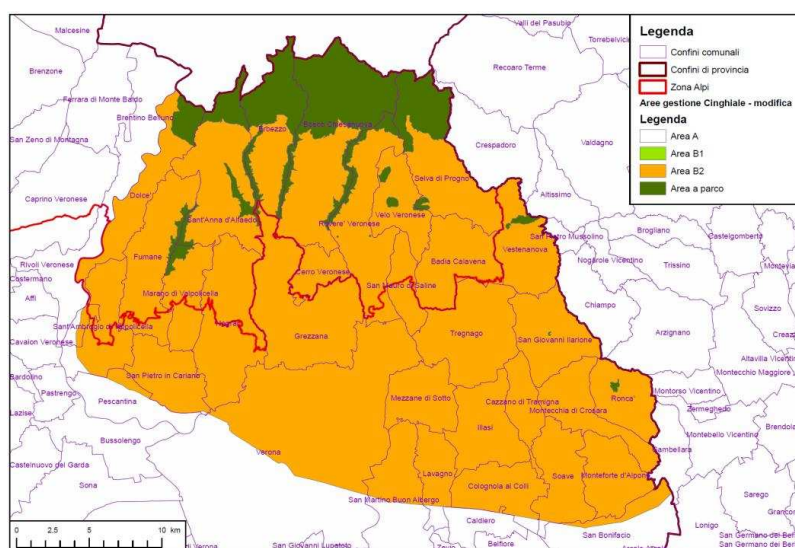 Malcesine
Valli del Pasubio
Torrebelvicino
Recoaro Terme
Brenzone
Ferrara di Monte Baldo
Brentino Belluno
Erbezzo
Bosco Chiesanuova
San Zeno di Montagna
Crespadoro
Valdagno
Selva di Progno
Altissimo
Caprino Veronese
Dolce'
Sant'Anna d'Alfaedo
Rovere' Veronese
Velo Veronese
San Pietro Mussolino
Brogliano
Castelgomberto
Vestenanova
Nogarole Vicentino
Trissino
Rivoli Veronese
Fumane
Cerro Veronese
Badia Calavena
Costermano
Affi
Marano di Valpolicella
San Mauro di Saline
Chiampo
Sovizzo
Arzignano
Sant'Ambrogio di Valpolicella
Negrar
Grezzana
Tregnago
San Giovanni Ilarione
Cavaion Veronese
Altavilla Vicentina
Montecchio Maggiore
Bardolino
San Pietro in Cariano
Pastrengo
Pescantina
Mezzane di Sotto
Cazzano di Tramigna
Ronca'
Montorso Vicentino
Zermeghedo
Montecchia di Crosara
Lazise
Bussolengo
Illasi
Gambellara
Montebello Vicentino
Brendola
Verona
Castelnuovo del Garda
Sona
Lavagno
Colognola ai Colli
Soave
Monteforte d'Alpone
San Martino Buon Albergo
Sarego
Caldiero
San Bonifacio
Lonigo
Belfiore
San Giovanni Lupatoto
San Germano dei Ber
Legenda
Confini comunali
Confini di provincia
Zona Alpi
Aree gestione Cinghiale - modifica
Legenda
Area A
Area B1
Area B2
Area a parco
0 2,5 5 10 km